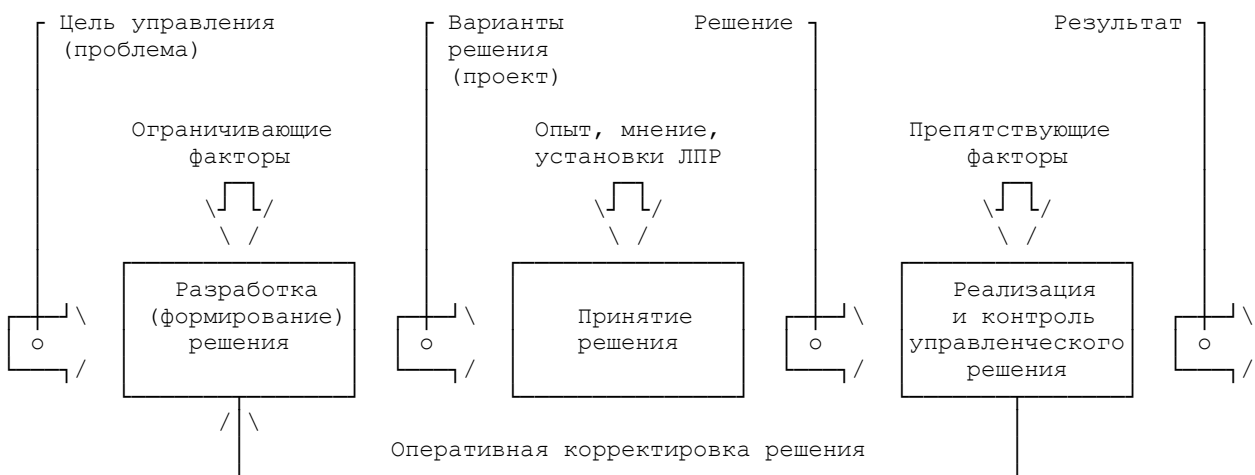 Цель управления
(проблема)
Варианты
решения
(проект)
Решение
Результат
Ограничивающие
факторы
Опыт, мнение,
установки ЛПР
Препятствующие
факторы
Разработка
(формирование)
решения
Принятие
решения
Реализация
и контроль
управленческого
решения
Оперативная корректировка решения